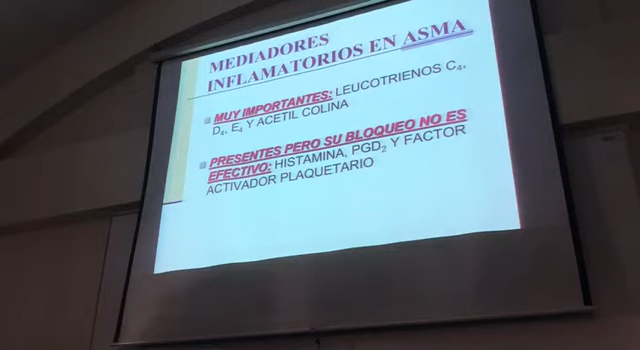 MEDIADORES
INFLAMATORIOS EN ASMA
MUY IMPORTANTES: LEUCOTRIENOS C4,
D4, E4 Y ACETIL COLINA
PRESENTES PERO SU BLOQUEO NO ES
EFECTIVO: HISTAMINA, PGD2 Y FACTOR
ACTIVADOR PLAQUETARIO